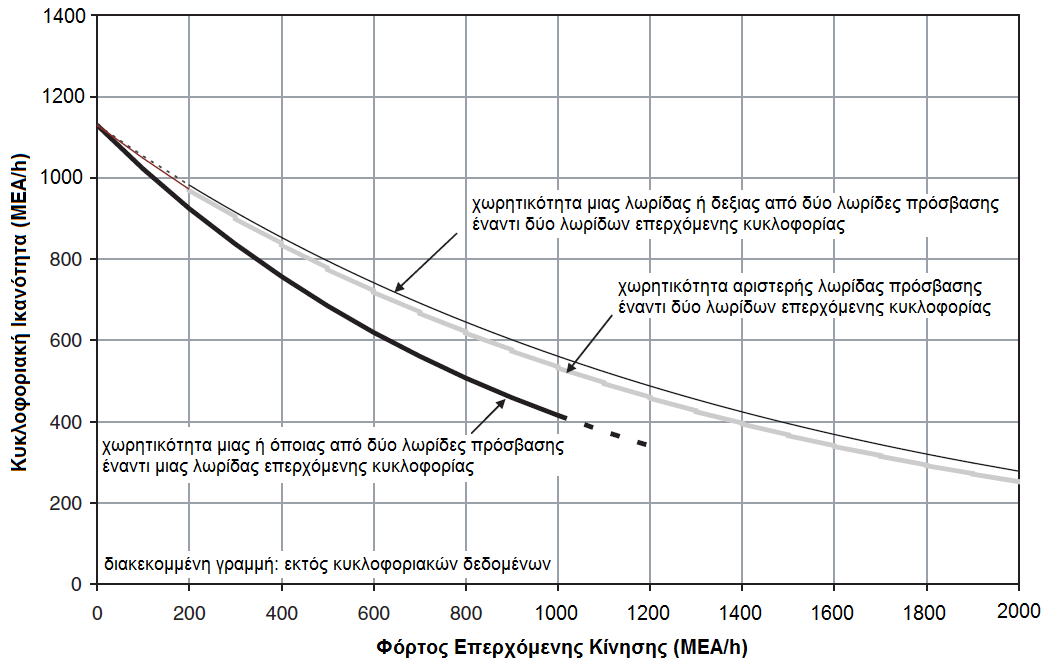 1400
1200
1000
800
600
400
200
0
Κυκλοφοριακή Ικανότητα (ΜΕΑ/h)
χωρητικότητα μιας λωρίδας ή δεξιας από δύο λωρίδες πρόσβασης
έναντι δύο λωρίδων επερχόμενης κυκλοφορίας
χωρητικότητα αριστερής λωρίδας πρόσβασης
έναντι δύο λωρίδων επερχόμενης κυκλοφορίας
χωρητικότητα μιας ή όποιας από δύο λωρίδες πρόσβασης
έναντι μιας λωρίδας επερχόμενης κυκλοφορίας
διακεκομμένη γραμμή: εκτός κυκλοφοριακών δεδομένων
0 200 400 600 800 1000 1200 1400 1600 1800 2000
Φόρτος Επερχόμενης Κίνησης (ΜΕΑ/h)